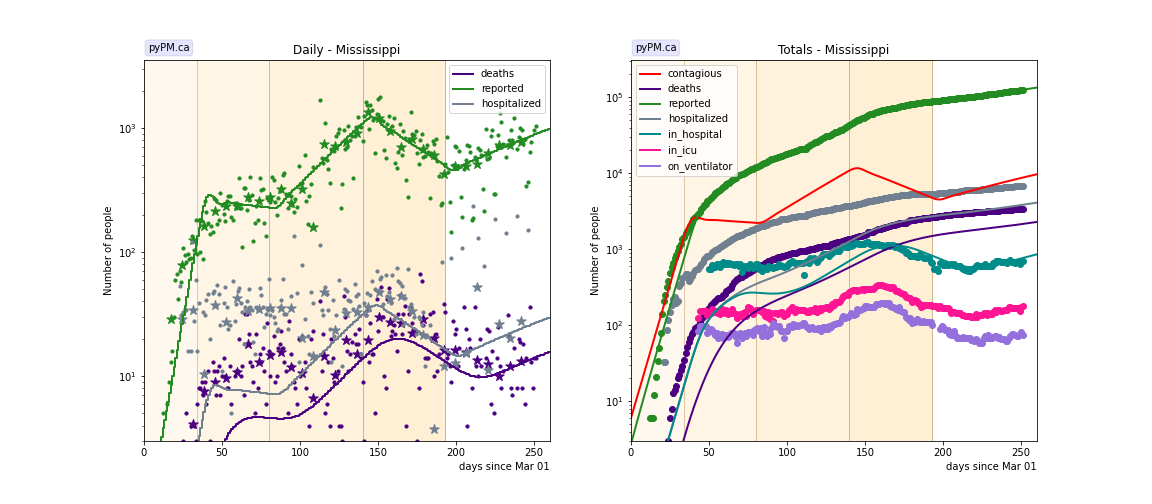 pyPM.ca
Daily - Mississippi
deaths
reported
hospitalized
Number of people
10³
10²
10¹
0 50 100 150 200 250
days since Mar 01
pyPM.ca
Totals - Mississippi
contagious
deaths
reported
hospitalized
in_hospital
in_icu
on_ventilator
Number of people
10⁵
10⁴
10³
10²
10¹
0 50 100 150 200 250
days since Mar 01